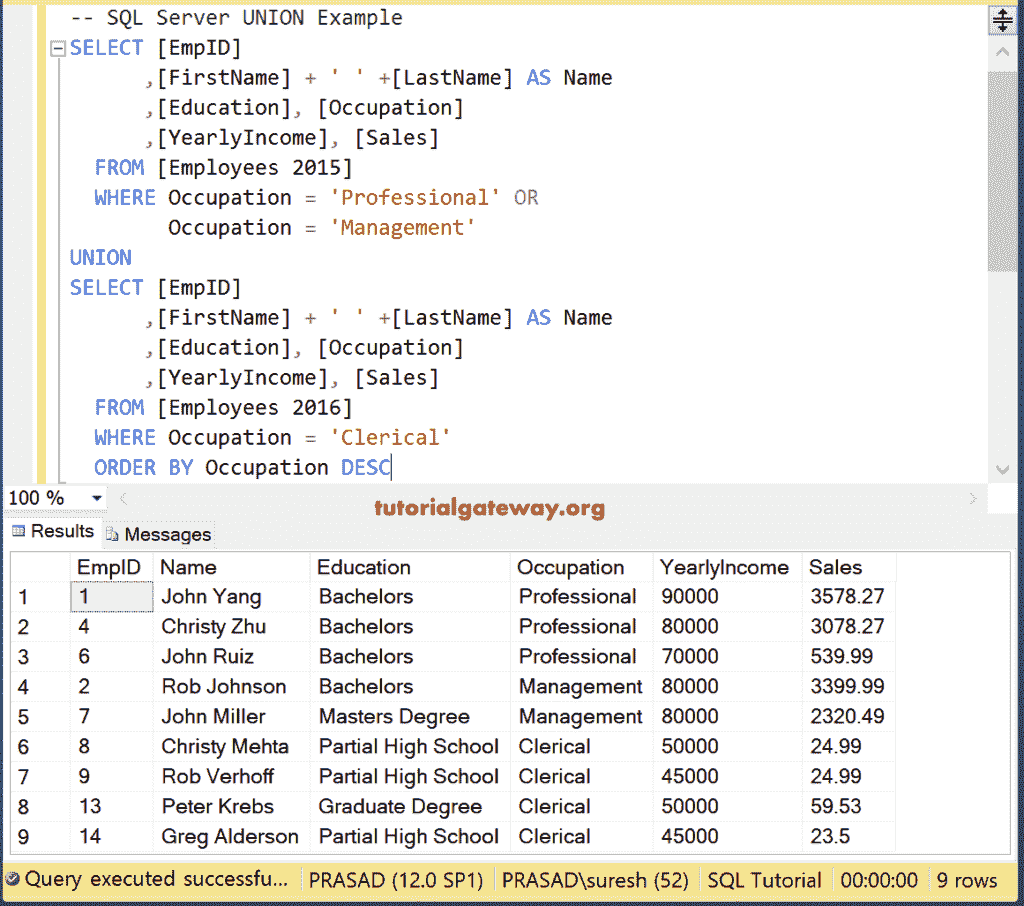 -- SQL Server UNION Example
SELECT [EmpID]
,[FirstName] + ' ' +[LastName] AS Name
,[Education], [Occupation]
,[YearlyIncome], [Sales]
FROM [Employees 2015]
WHERE Occupation = 'Professional' OR
Occupation = 'Management'
UNION
SELECT [EmpID]
,[FirstName] + ' ' +[LastName] AS Name
,[Education], [Occupation]
,[YearlyIncome], [Sales]
FROM [Employees 2016]
WHERE Occupation = 'Clerical'
ORDER BY Occupation DESC
100 %
tutorialgateway.org
Results Messages
EmpID Name Education Occupation YearlyIncome Sales
1 1 John Yang Bachelors Professional 90000 3578.27
2 4 Christy Zhu Bachelors Professional 80000 3078.27
3 6 John Ruiz Bachelors Professional 70000 539.99
4 2 Rob Johnson Bachelors Management 80000 3399.99
5 7 John Miller Masters Degree Management 80000 2320.49
6 8 Christy Mehta Partial High School Clerical 50000 24.99
7 9 Rob Verhoff Partial High School Clerical 45000 24.99
8 13 Peter Krebs Graduate Degree Clerical 50000 59.53
9 14 Greg Alderson Partial High School Clerical 45000 23.5
Query executed successfu... PRASAD (12.0 SP1) PRASAD\suresh (52) SQL Tutorial 00:00:00 9 rows